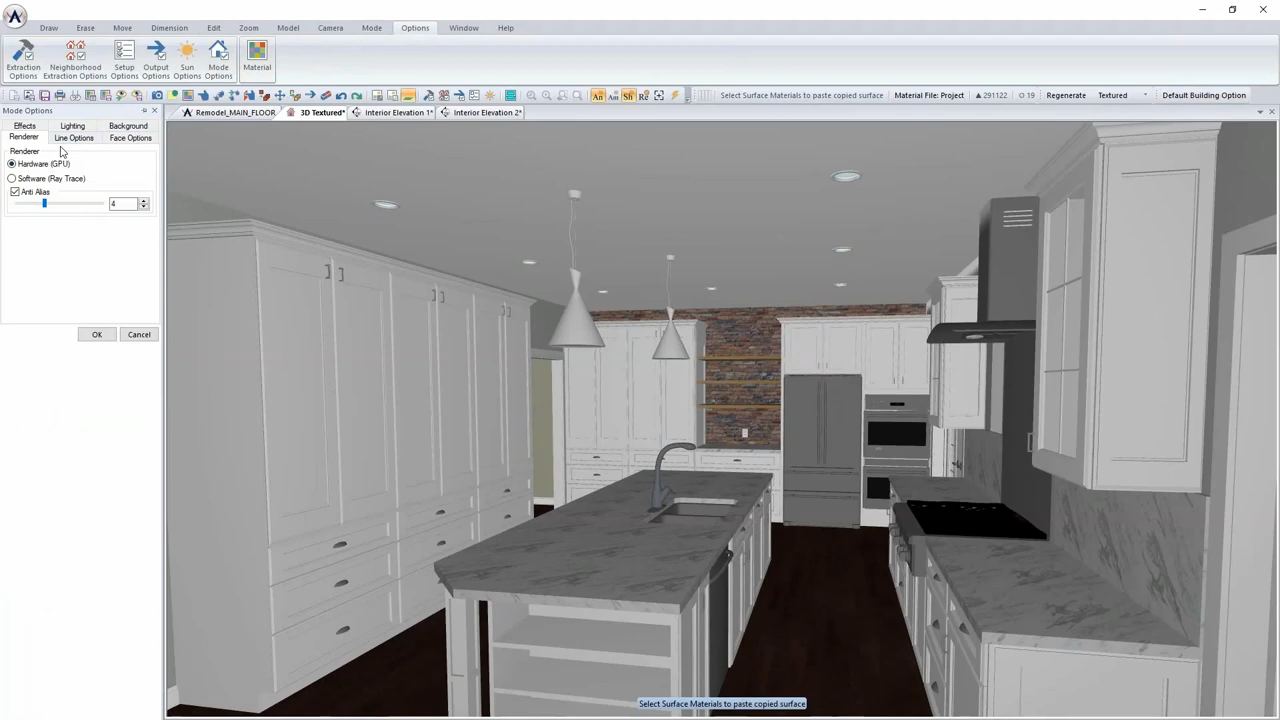 Draw Erase Move Dimension Edit Zoom Model Camera Mode Options Window Help
Extraction Options
Neighborhood Extraction Options
Setup Options
Output Options
Sun Options
Mode Options
Material
An An Sh Rf
Select Surface Materials to paste copied surface Material File: Project 291122 19 Regenerate Textured Default Building Option
Mode Options
Remodel_MAIN_FLOOR 3D Textured* Interior Elevation 1* Interior Elevation 2*
Effects Lighting Background
Renderer Line Options Face Options
Renderer
Hardware (GPU)
Software (Ray Trace)
Anti Alias
4
OK Cancel
Select Surface Materials to paste copied surface